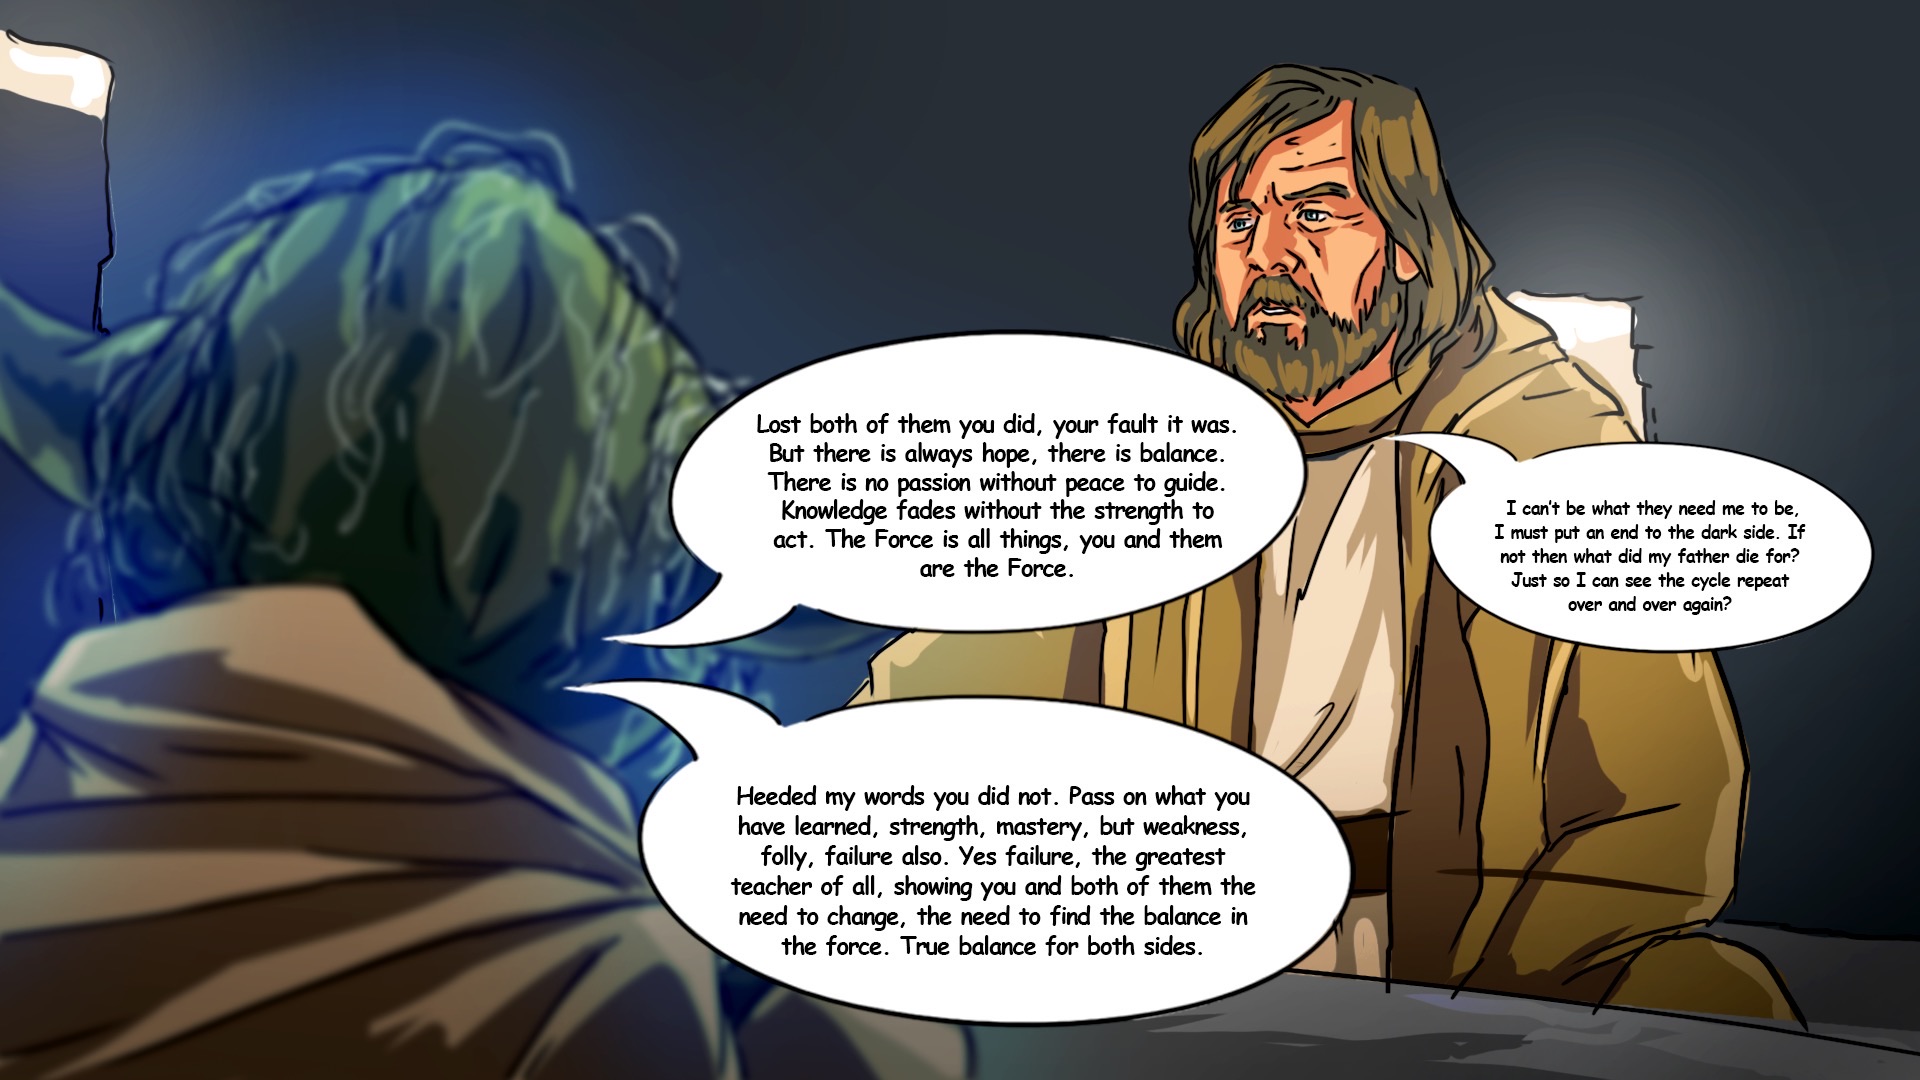 Lost both of them you did, your fault it was.
But there is always hope, there is balance.
There is no passion without peace to guide.
Knowledge fades without the strength to
act. The Force is all things, you and them
are the Force.
I can't be what they need me to be,
I must put an end to the dark side. If
not then what did my father die for?
Just so I can see the cycle repeat
over and over again?
Heeded my words you did not. Pass on what you
have learned, strength, mastery, but weakness,
folly, failure also. Yes failure, the greatest
teacher of all, showing you and both of them the
need to change, the need to find the balance in
the force. True balance for both sides.